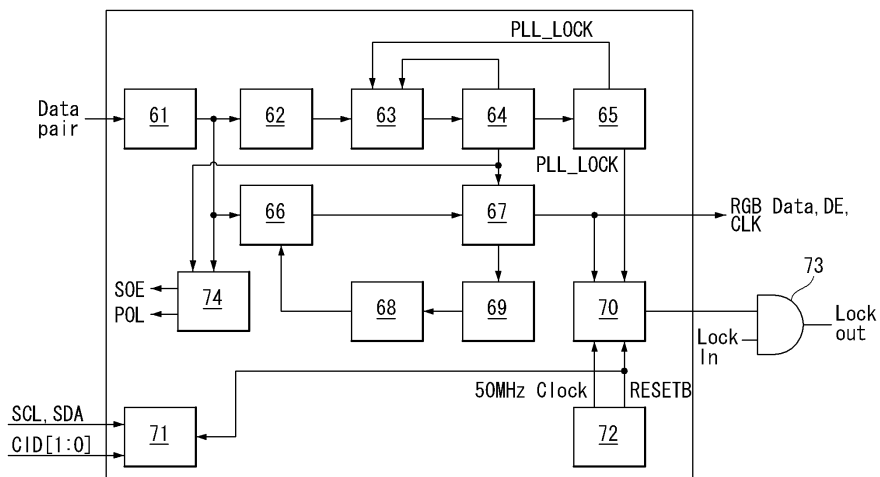 PLL_LOCK
Data
pair
61
62
63
64
65
PLL_LOCK
66
67
RGB Data, DE,
CLK
73
SOE
POL
74
68
69
70
Lock
In
Lock
out
50MHz Clock
RESETB
SCL, SDA
CID[1:0]
71
72